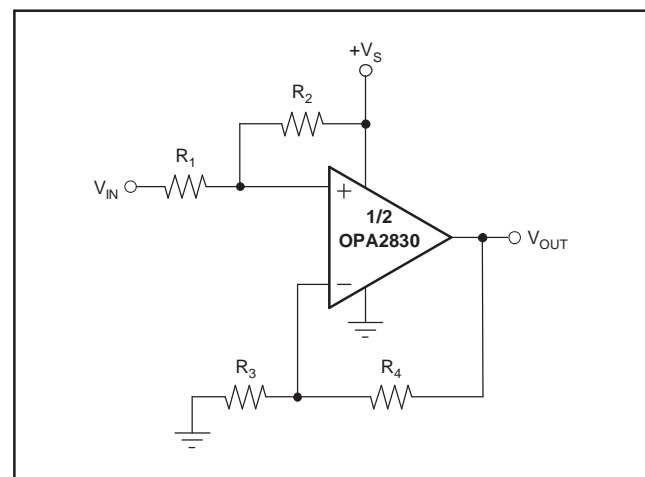 +V_S
R_2
R_1
V_IN
+
1/2
OPA2830
V_OUT
−
R_3
R_4